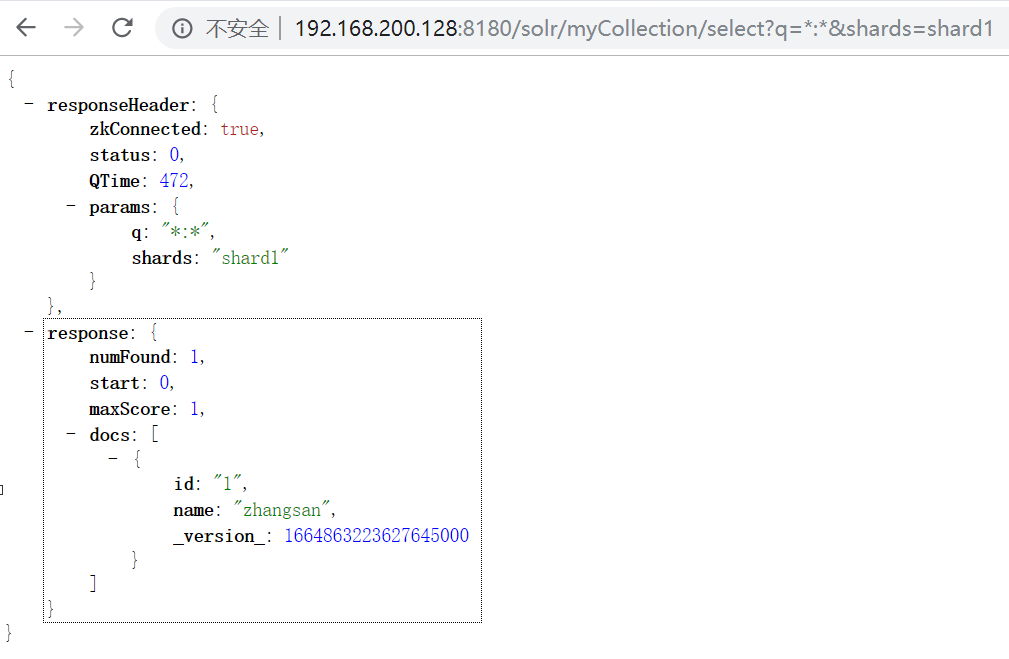 不安全 | 192.168.200.128:8180/solr/myCollection/select?q=*:*&shards=shard1
{
- responseHeader: {
zkConnected: true,
status: 0,
QTime: 472,
- params: {
q: "*:*",
shards: "shard1"
}
},
- response: {
numFound: 1,
start: 0,
maxScore: 1,
- docs: [
- {
id: "1",
name: "zhangsan",
_version_: 1664863223627645000
}
]
}
}